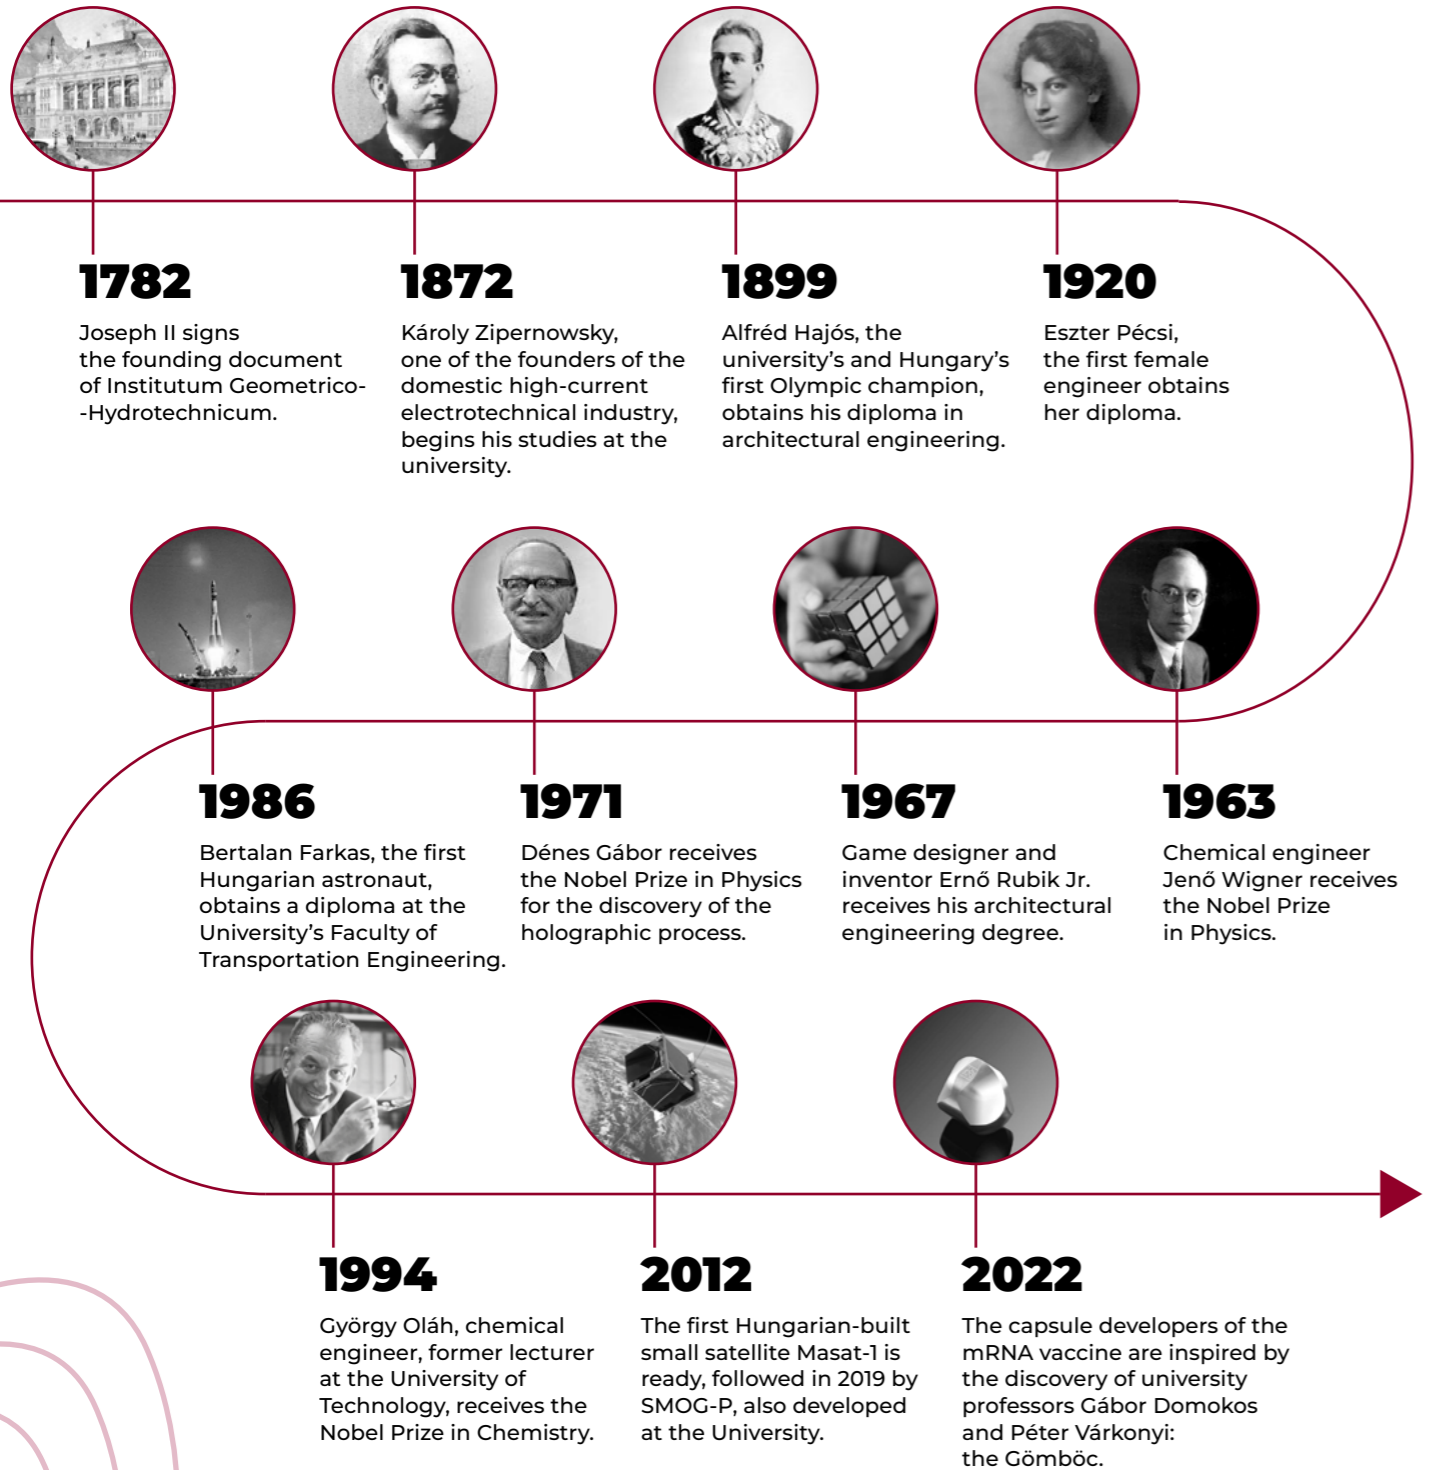 1782
Joseph II signs
the founding document
of Institutum Geometrico-
-Hydrotechnicum.
1872
Károly Zipernowsky,
one of the founders of the
domestic high-current
electrotechnical industry,
begins his studies at the
university.
1899
Alfréd Hajós, the
university’s and Hungary’s
first Olympic champion,
obtains his diploma in
architectural engineering.
1920
Eszter Pécsi,
the first female
engineer obtains
her diploma.
1963
Chemical engineer
Jenő Wigner receives
the Nobel Prize
in Physics.
1967
Game designer and
inventor Ernő Rubik Jr.
receives his architectural
engineering degree.
1971
Dénes Gábor receives
the Nobel Prize in Physics
for the discovery of the
holographic process.
1986
Bertalan Farkas, the first
Hungarian astronaut,
obtains a diploma at the
University’s Faculty of
Transportation Engineering.
1994
György Oláh, chemical
engineer, former lecturer
at the University of
Technology, receives the
Nobel Prize in Chemistry.
2012
The first Hungarian-built
small satellite Masat-1 is
ready, followed in 2019 by
SMOG-P, also developed
at the University.
2022
The capsule developers of the
mRNA vaccine are inspired by
the discovery of university
professors Gábor Domokos
and Péter Várkonyi:
the Gömböc.